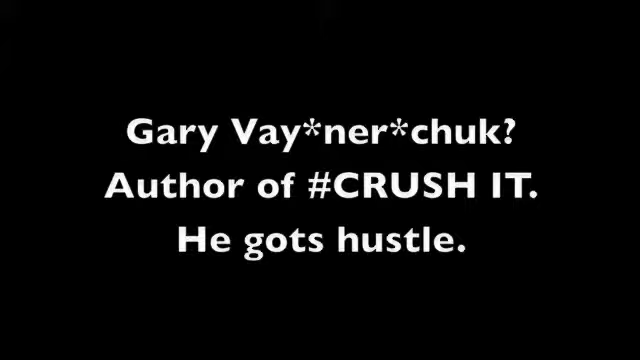 Gary Vay*ner*chuk?
Author of #CRUSH IT.
He gots hustle.